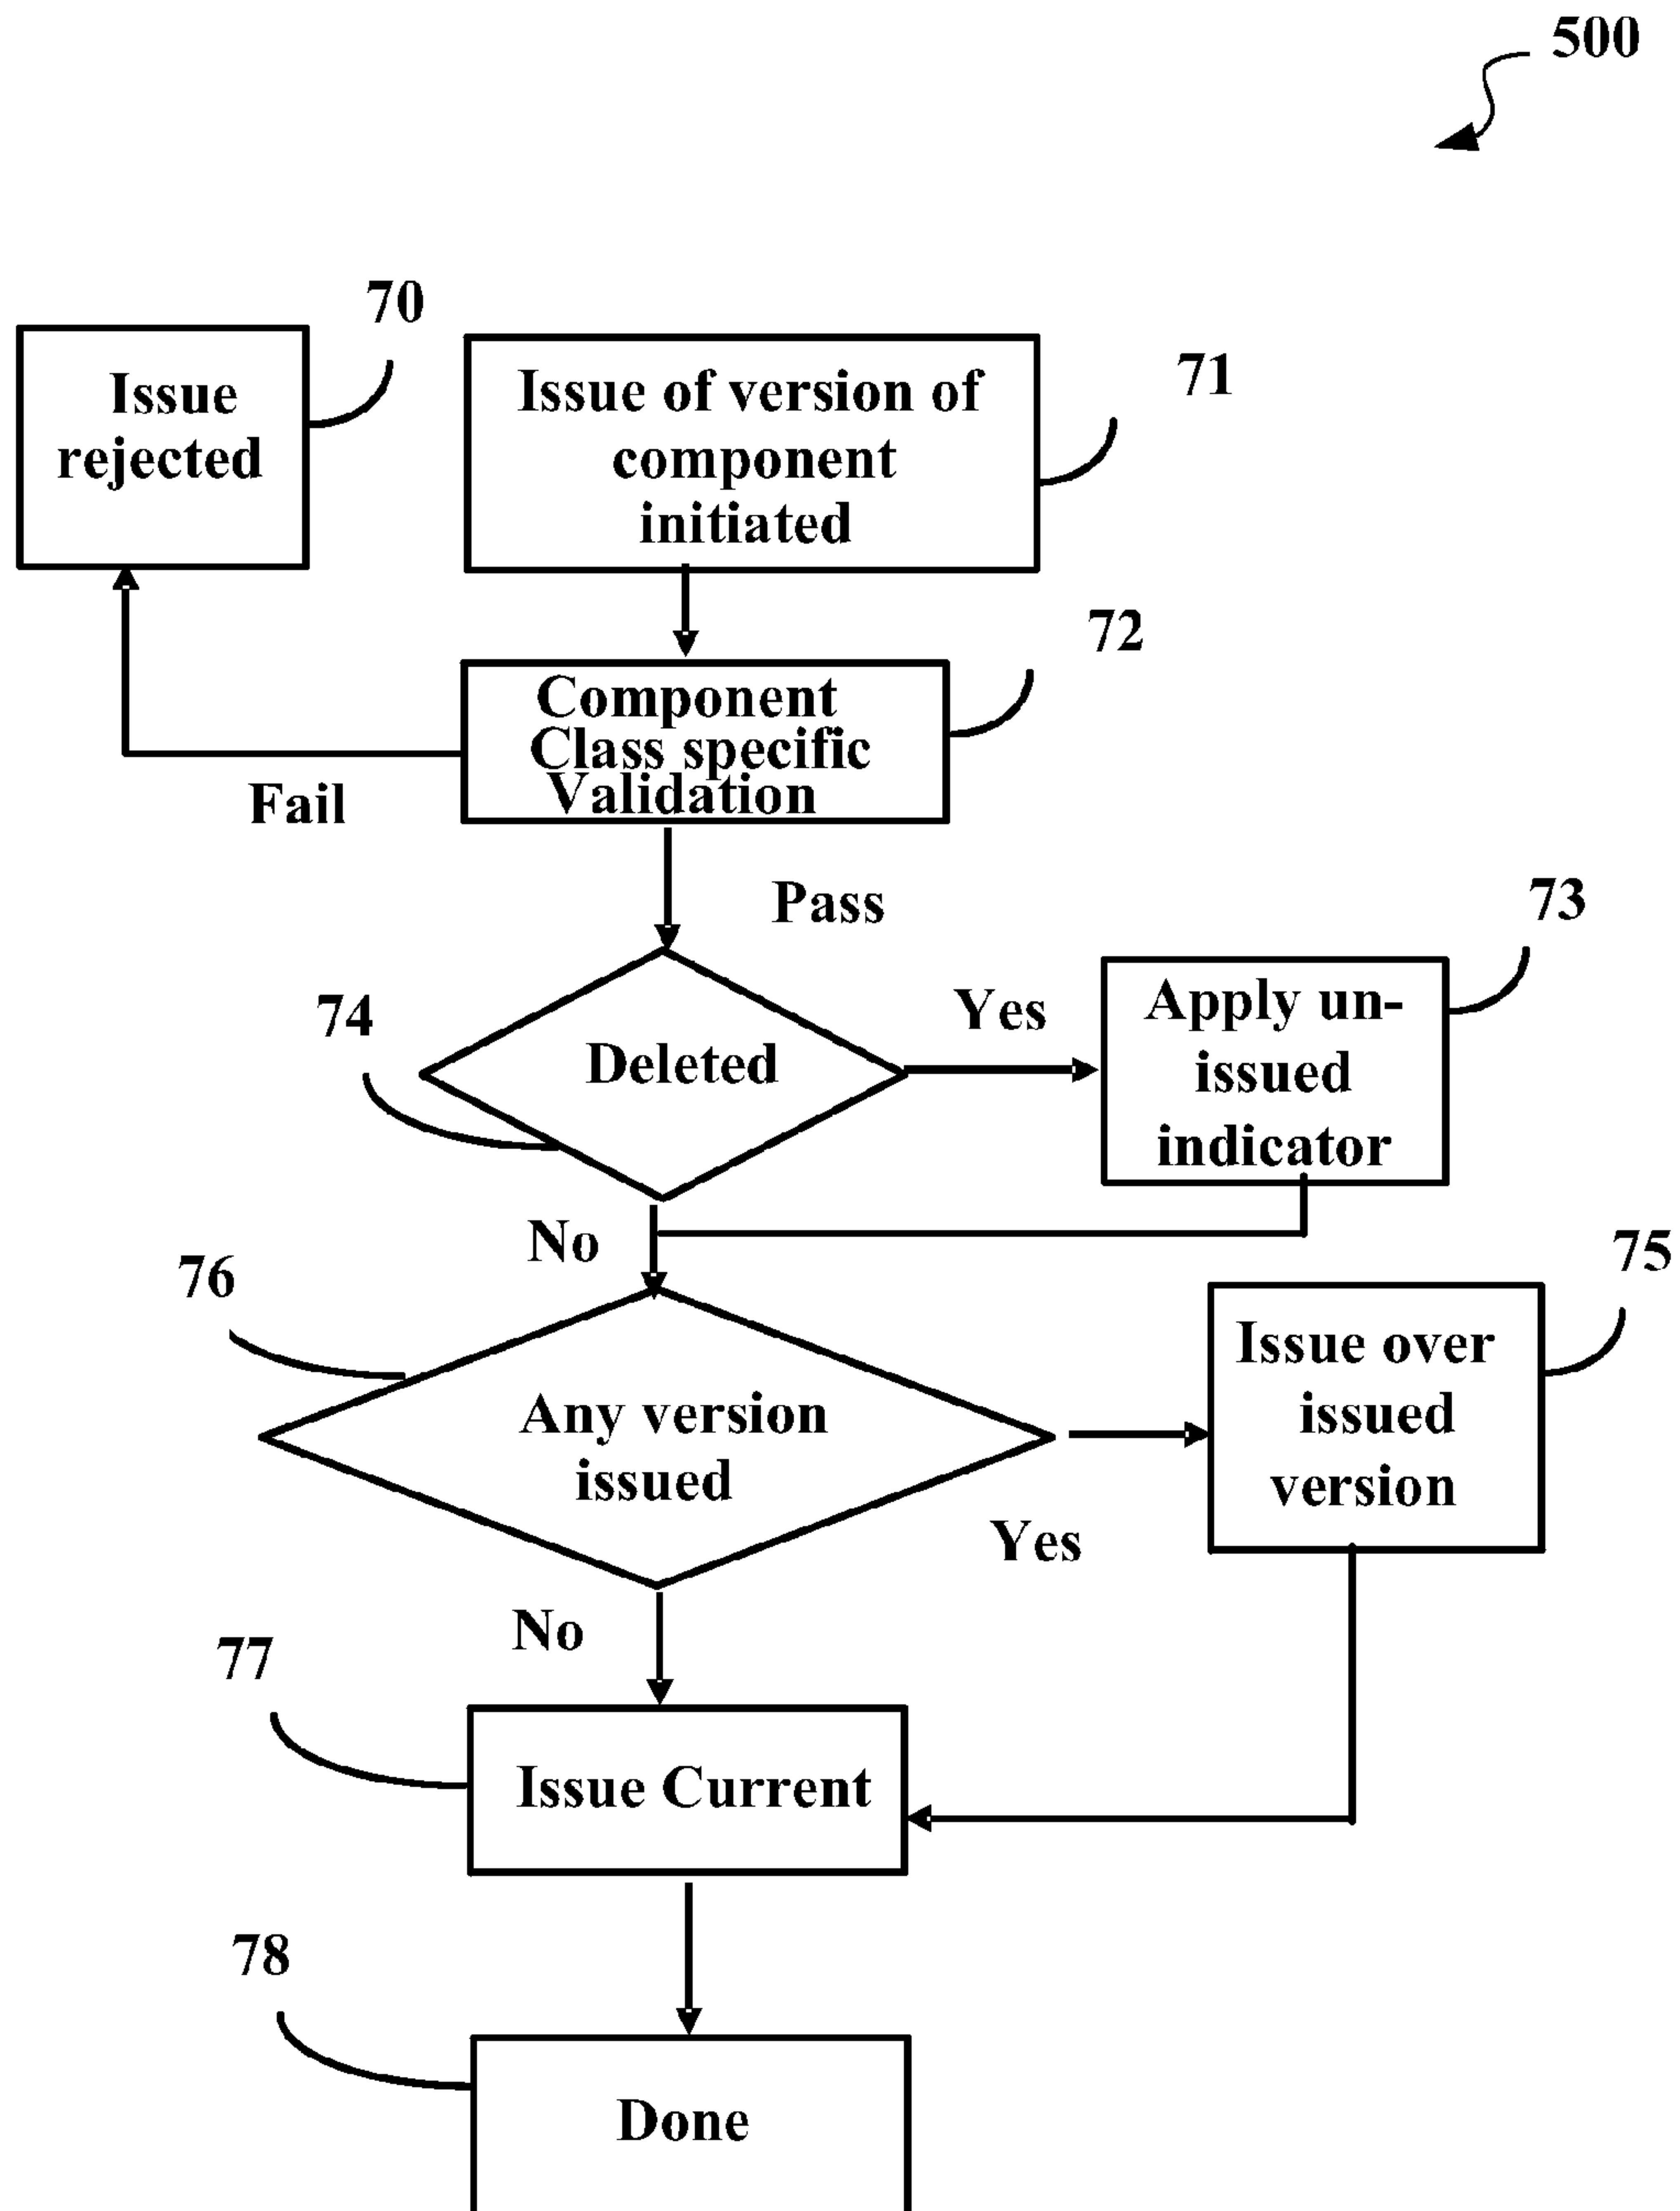 500
70
Issue
rejected
Issue of version of
component
initiated
71
72
Component
Class specific
Validation
Fail
Pass
73
74
Deleted
Yes
Apply un-
issued
indicator
No
76
75
Any version
issued
Issue over
issued
version
Yes
No
77
Issue Current
78
Done